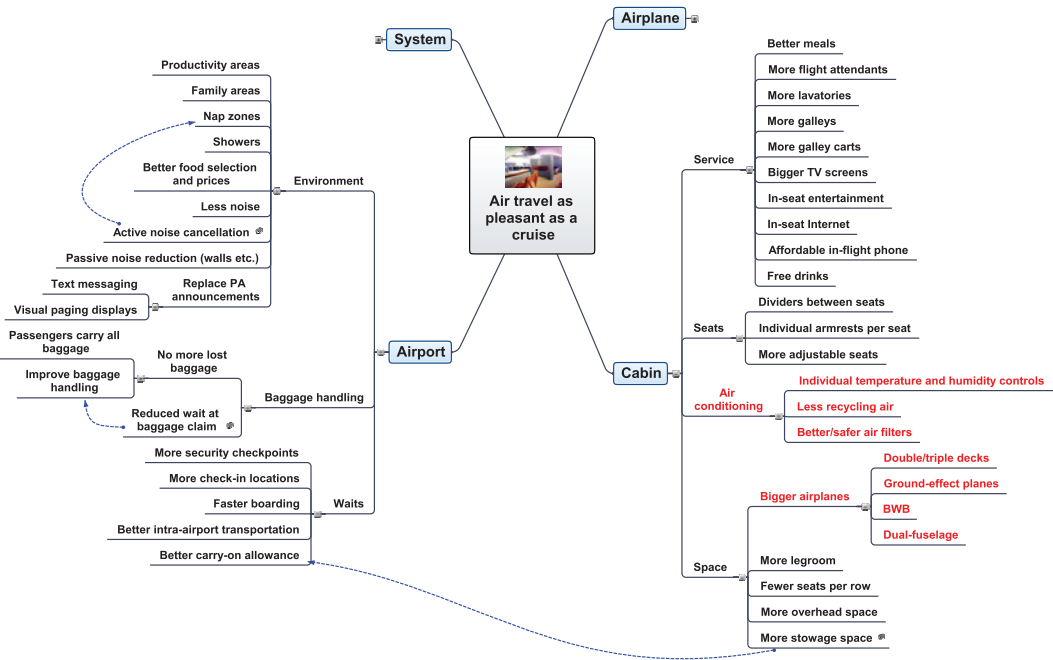 Airplane
System
Air travel as
pleasant as a
cruise
Productivity areas
Family areas
Nap zones
Showers
Better food selection
and prices
Less noise
Active noise cancellation
Passive noise reduction (walls etc.)
Replace PA
announcements
Text messaging
Visual paging displays
Environment
Airport
Passengers carry all
baggage
Improve baggage
handling
No more lost
baggage
Reduced wait at
baggage claim
Baggage handling
More security checkpoints
More check-in locations
Faster boarding
Better intra-airport transportation
Better carry-on allowance
Waits
Cabin
Service
Better meals
More flight attendants
More lavatories
More galleys
More galley carts
Bigger TV screens
In-seat entertainment
In-seat Internet
Affordable in-flight phone
Free drinks
Seats
Dividers between seats
Individual armrests per seat
More adjustable seats
Air
conditioning
Individual temperature and humidity controls
Less recycling air
Better/safer air filters
Space
Bigger airplanes
Double/triple decks
Ground-effect planes
BWB
Dual-fuselage
More legroom
Fewer seats per row
More overhead space
More stowage space